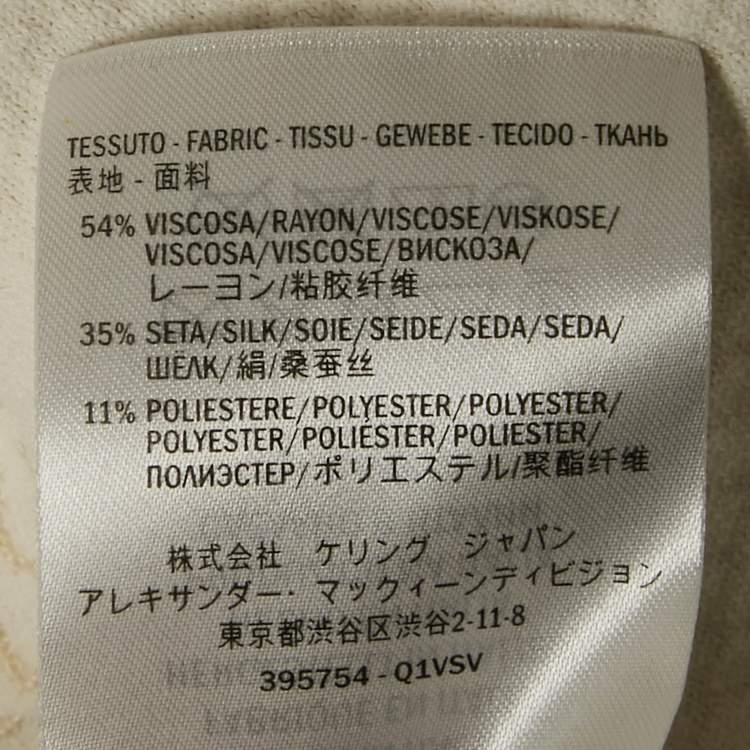 TESSUTO - FABRIC - TISSU - GEWEBE - TECIDO - ТКАНЬ
表地 - 面料
54% VISCOSA/RAYON/VISCOSE/VISKOSE/
VISCOSA/VISCOSE/ВИСКОЗА/
レーヨン/粘胶纤维
35% SETA/SILK/SOIE/SEIDE/SEDA/SEDA/
ШЁЛК/絹/桑蚕丝
11% POLIESTERE/POLYESTER/POLYESTER/
POLYESTER/POLIÉSTER/POLIESTER/
ПОЛИЭСТЕР/ポリエステル/聚酯纤维
株式会社 ケリング ジャパン
アレキサンダー・マックィーンディビジョン
東京都渋谷区渋谷2-11-8
395754 - Q1VSV